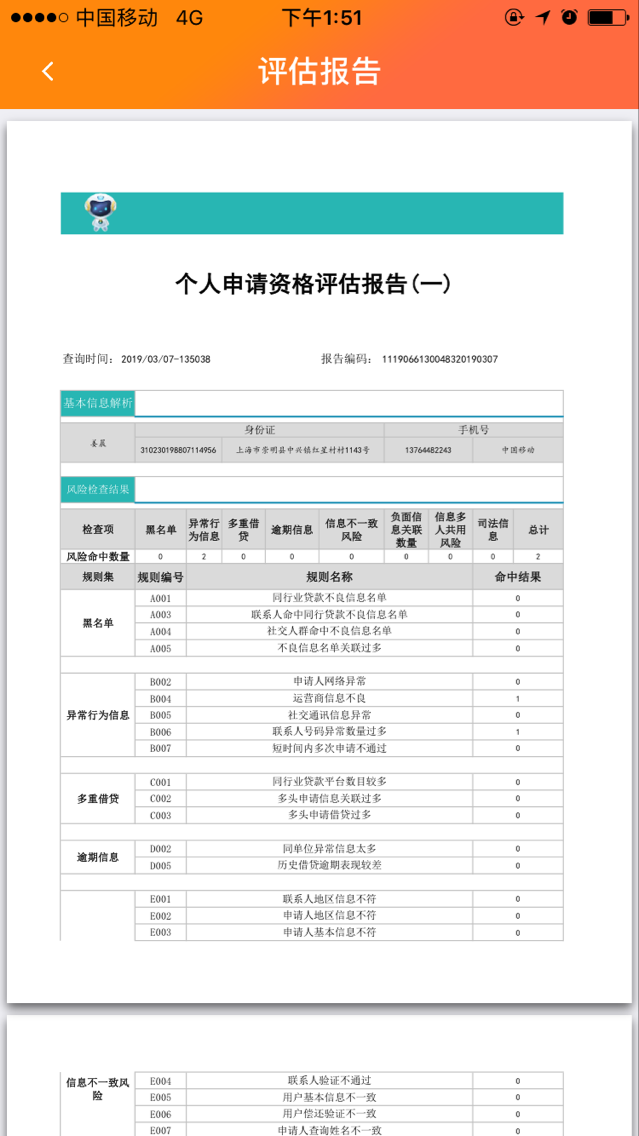 中国移动 4G 下午1:51
评估报告
个人申请资格评估报告(一)
查询时间: 2019/03/07-135038 报告编码: 1119066130048320190307
基本信息解析
姜晨 身份证 手机号
310230198807114956 上海市崇明县中兴镇红星村村1143号 13764482243 中国移动
风险检查结果
检查项 黑名单 异常行为信息 多重借贷 逾期信息 信息不一致风险 负面信息关联数量 信息多人共用风险 司法信息 总计
风险命中数量 0 2 0 0 0 0 0 0 2
规则集 规则编号 规则名称 命中结果
黑名单
A001 同行业贷款不良信息名单 0
A003 联系人命中同行贷款不良信息名单 0
A004 社交人群命中不良信息名单 0
A005 不良信息名单关联过多 0
异常行为信息
B002 申请人网络异常 0
B004 运营商信息不良 1
B005 社交通讯信息异常 0
B006 联系人号码异常数量过多 1
B007 短时间内多次申请不通过 0
多重借贷
C001 同行业贷款平台数目较多 0
C002 多头申请信息关联过多 0
C003 多头申请借贷过多 0
逾期信息
D002 同单位异常信息太多 0
D005 历史借贷逾期表现较差 0
E001 联系人地区信息不符 0
E002 申请人地区信息不符 0
E003 申请人基本信息不符 0
信息不一致风险
E004 联系人验证不通过 0
E005 用户基本信息不一致 0
E006 用户偿还验证不一致 0
E007 申请人查询姓名不一致 0